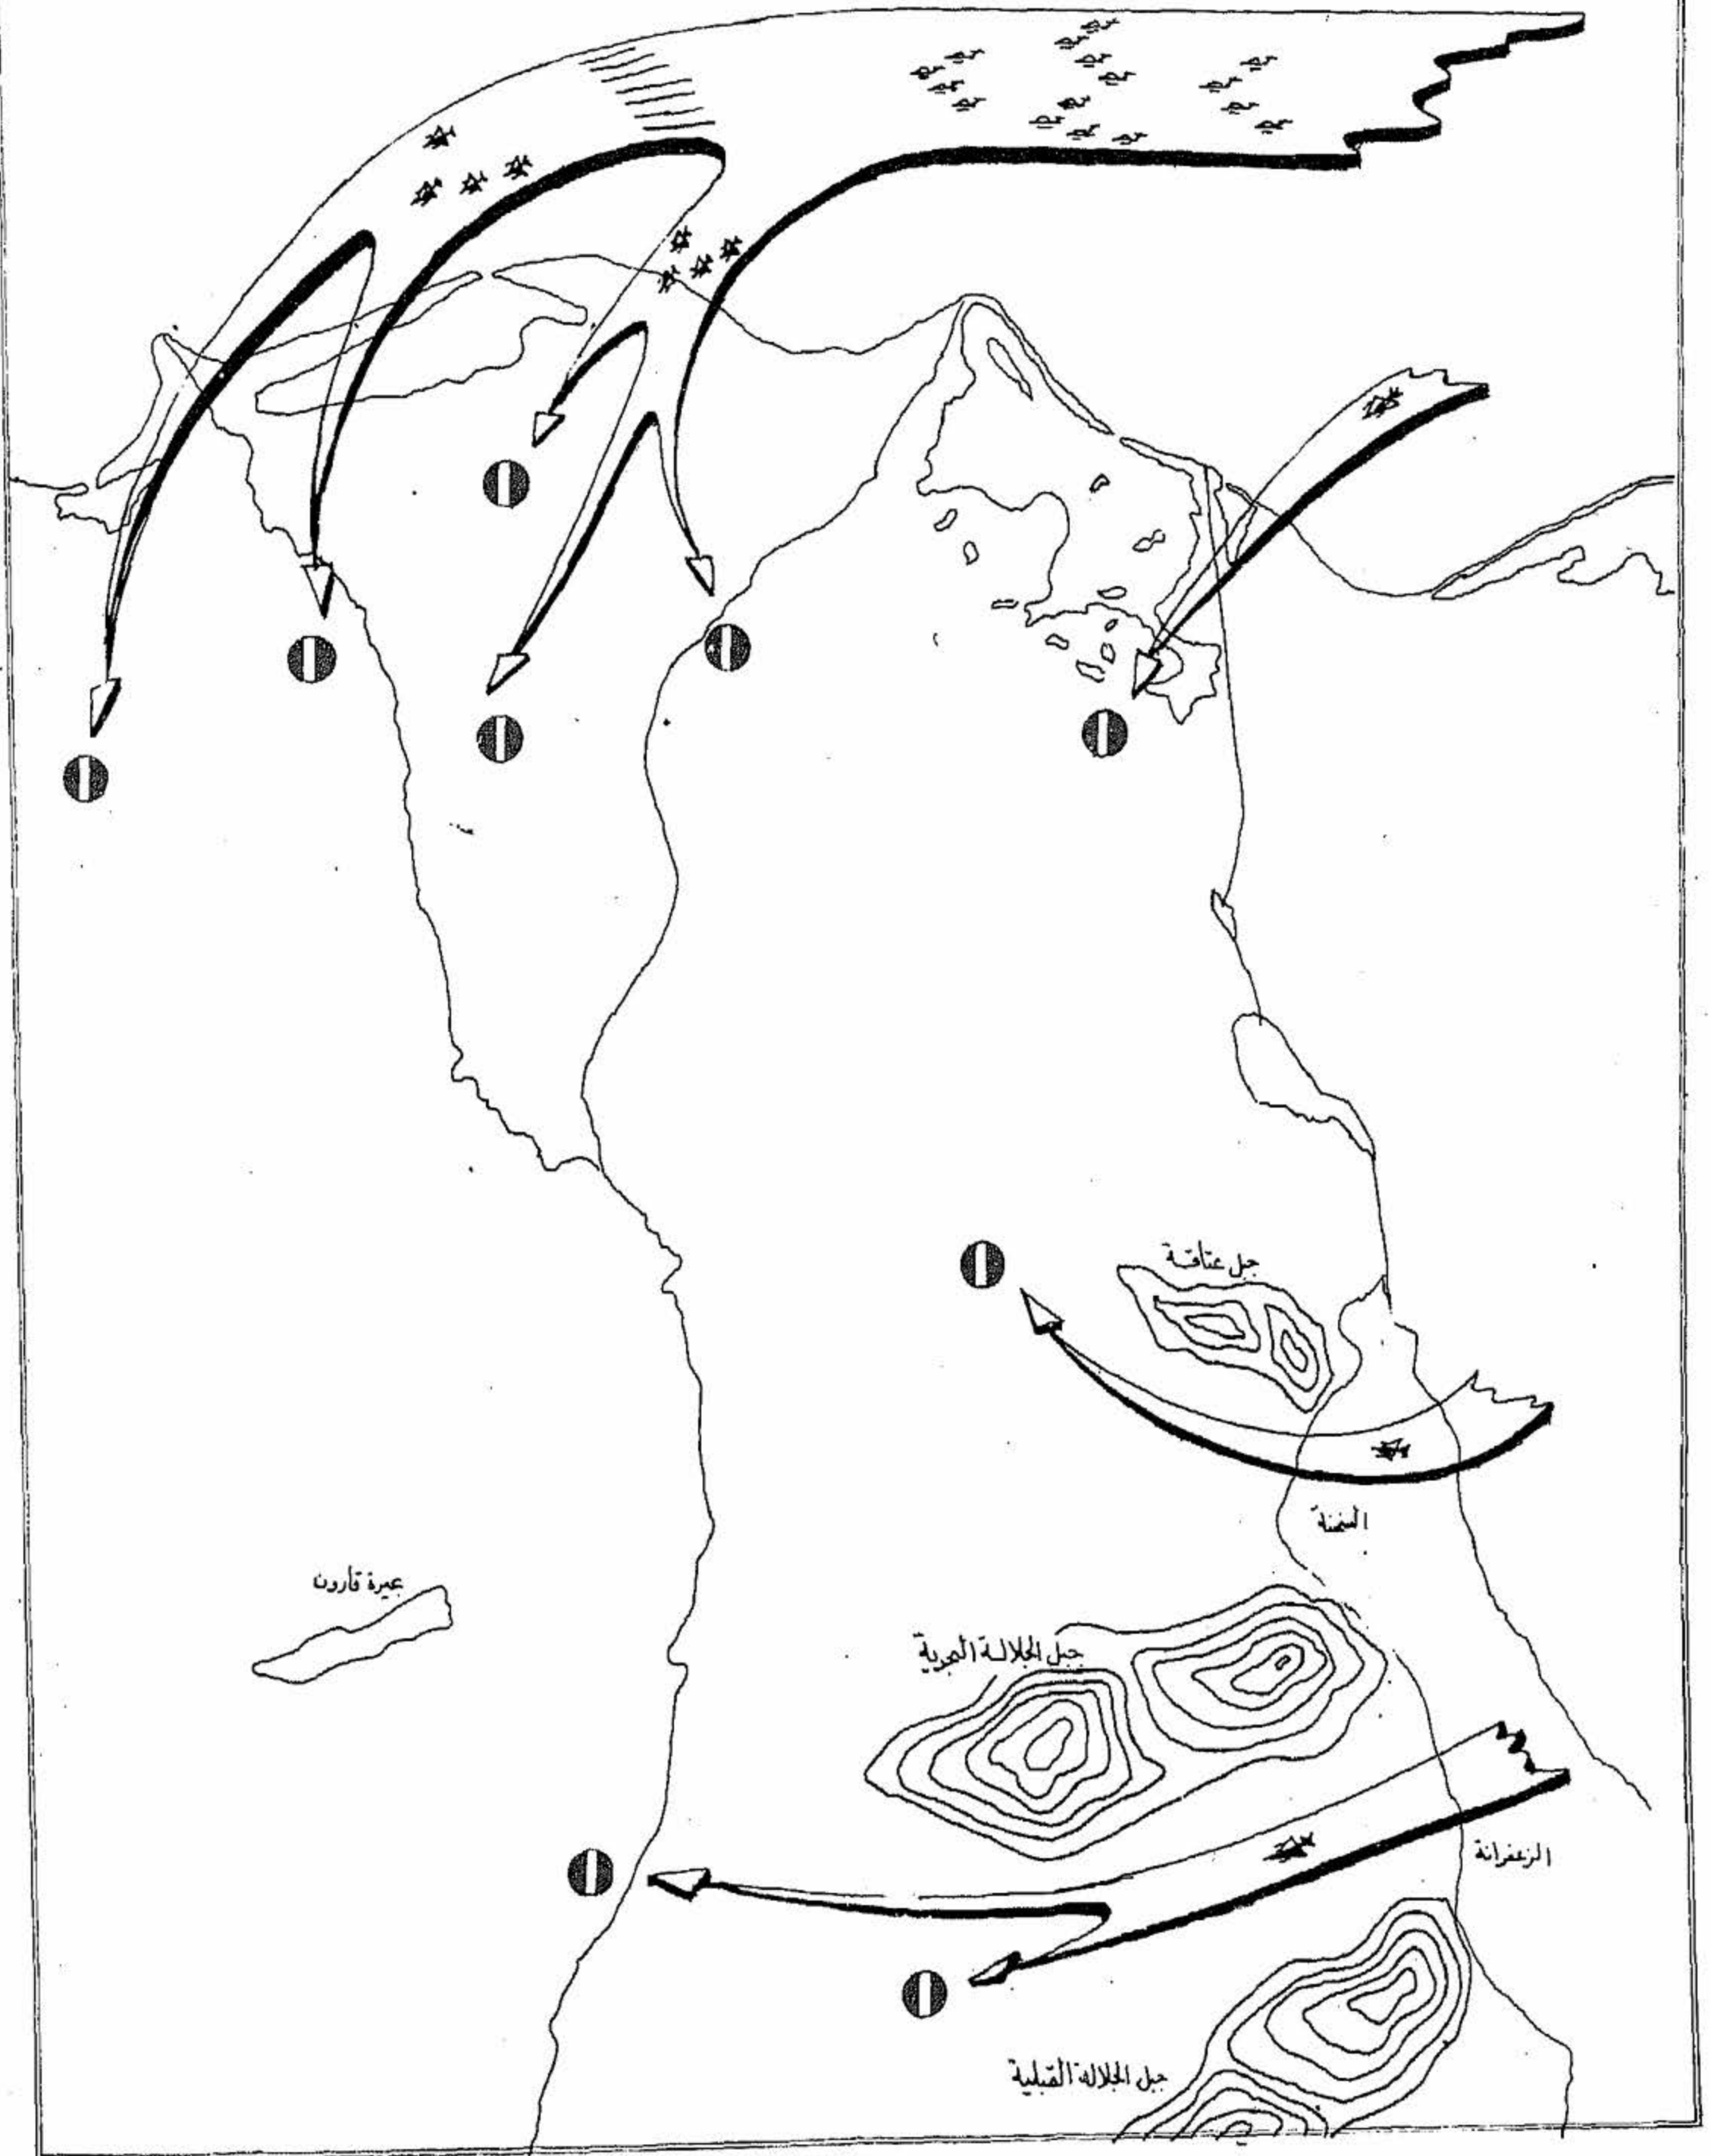 جبل عتاقة
السخنة
بحيرة قارون
جبل الجلالة البحرية
الزعفرانة
جبل الجلالة القبلية